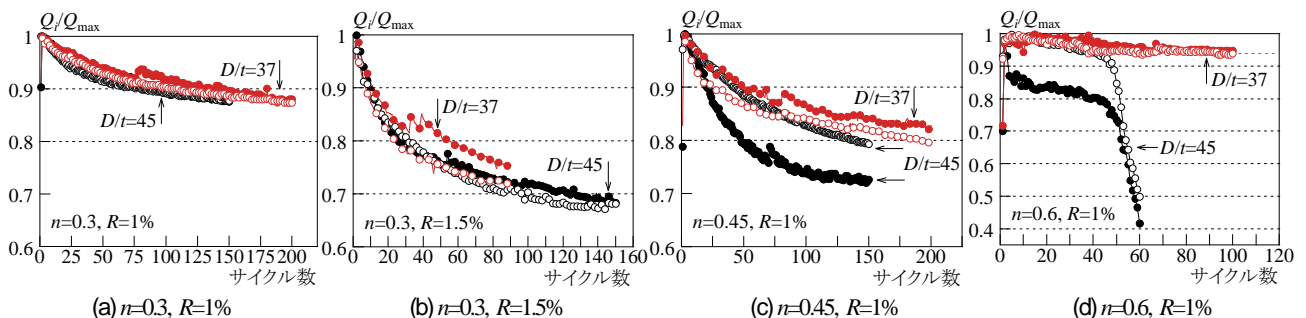 Qi/Qmax
1
0.9
0.8
0.7
0.6
0 25 50 75 100 125 150 175 200
サイクル数
D/t=37
D/t=45
n=0.3, R=1%
(a) n=0.3, R=1%
Qi/Qmax
1
0.9
0.8
0.7
0.6
0 20 40 60 80 100 120 140 160
サイクル数
D/t=37
D/t=45
n=0.3, R=1.5%
(b) n=0.3, R=1.5%
Qi/Qmax
1
0.9
0.8
0.7
0.6
0 50 100 150 200
サイクル数
D/t=37
D/t=45
n=0.45, R=1%
(c) n=0.45, R=1%
Qi/Qmax
1
0.9
0.8
0.7
0.6
0.5
0.4
0 20 40 60 80 100 120
サイクル数
D/t=37
D/t=45
n=0.6, R=1%
(d) n=0.6, R=1%